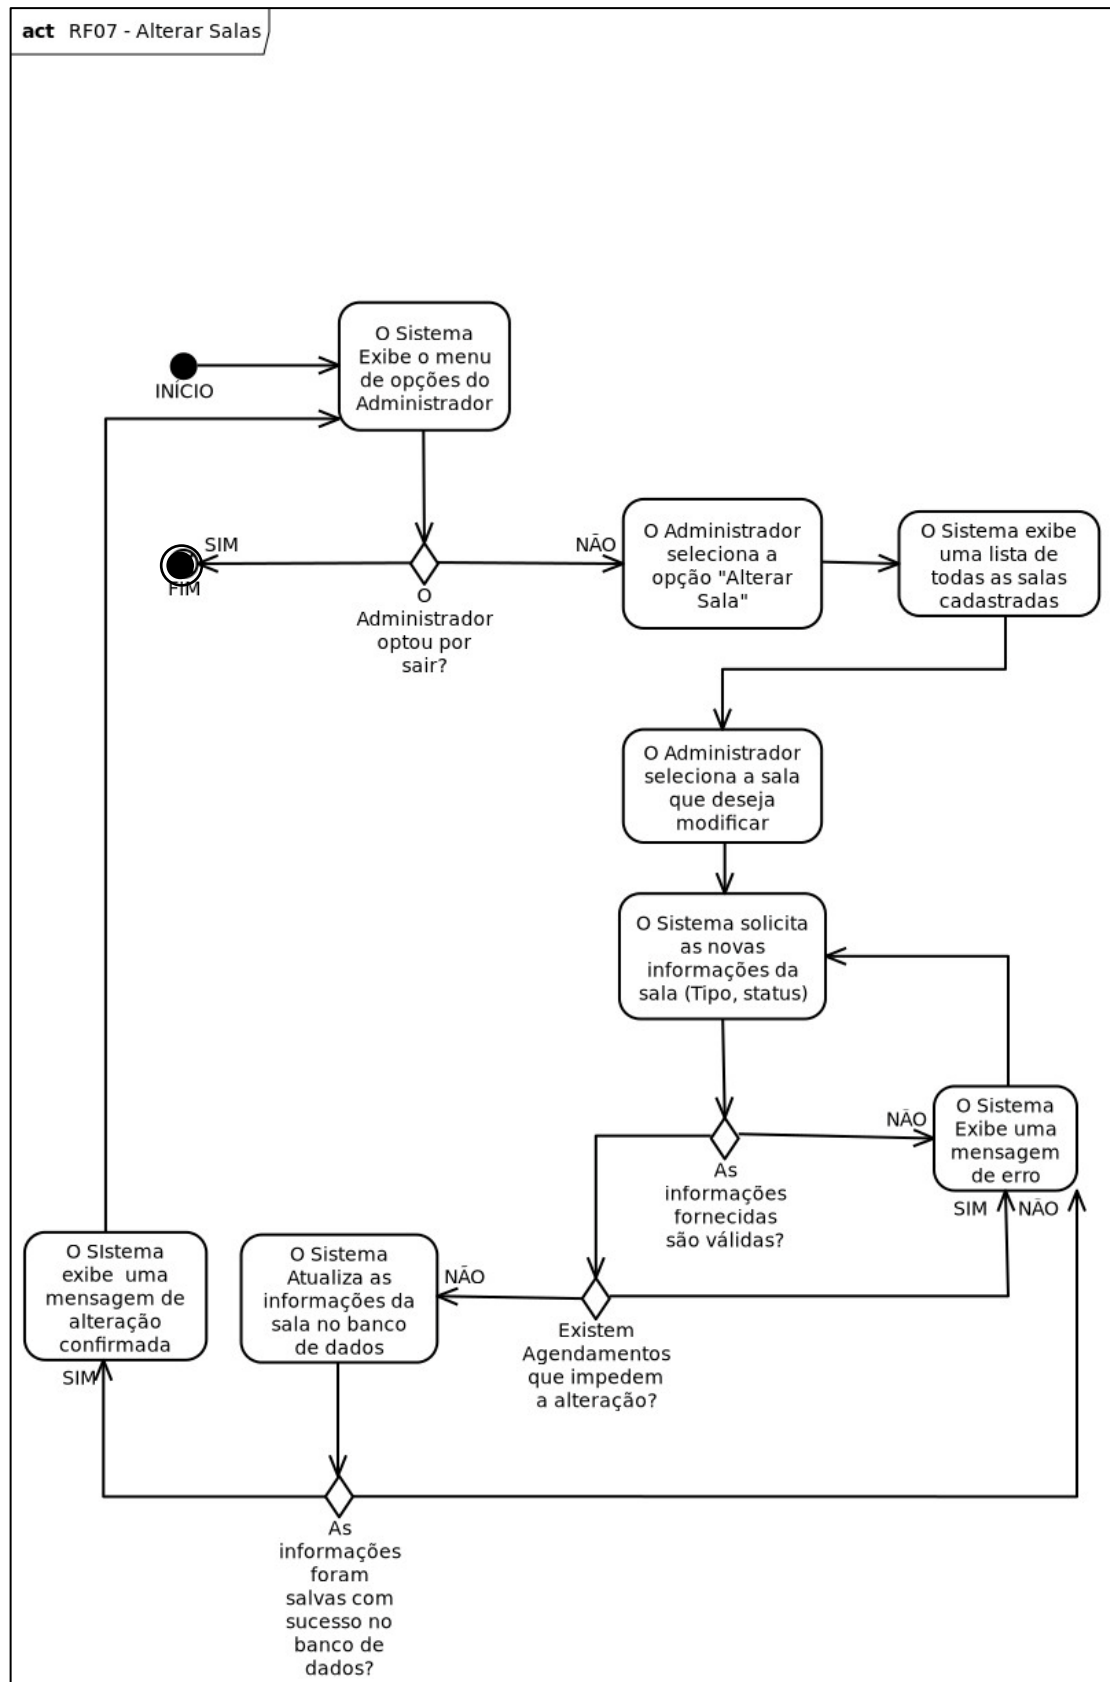 act RF07 - Alterar Salas
O Sistema
Exibe o menu
de opções do
Administrador
INÍCIO
SIM
FIM
O
Administrador
optou por
sair?
NÃO
O Administrador
seleciona a
opção "Alterar
Sala"
O Sistema exibe
uma lista de
todas as salas
cadastradas
O Administrador
seleciona a sala
que deseja
modificar
O Sistema solicita
as novas
informações da
sala (Tipo, status)
As
informações
fornecidas
são válidas?
NÃO
O Sistema
Exibe uma
mensagem
de erro
SIM
NÃO
Existem
Agendamentos
que impedem
a alteração?
NÃO
O Sistema
Atualiza as
informações da
sala no banco
de dados
O SIstema
exibe uma
mensagem de
alteração
confirmada
SIM
As
informações
foram
salvas com
sucesso no
banco de
dados?